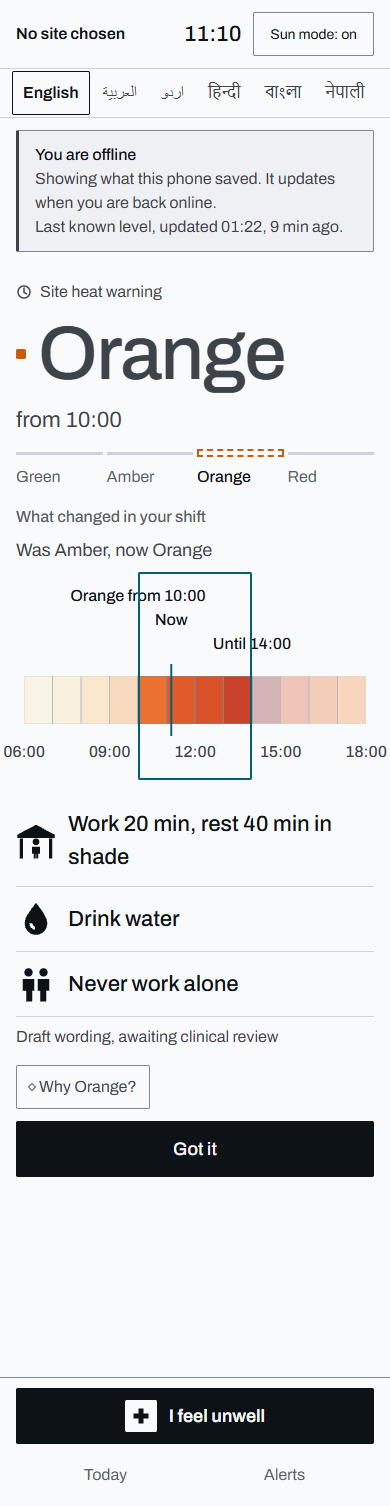 No site chosen
11:10
Sun mode: on
English
العربية
اردو
हिन्दी
বাংলা
नेपाली
You are offline
Showing what this phone saved. It updates
when you are back online.
Last known level, updated 01:22, 9 min ago.
Site heat warning
Orange
from 10:00
Green
Amber
Orange
Red
What changed in your shift
Was Amber, now Orange
Orange from 10:00
Now
Until 14:00
06:00
09:00
12:00
15:00
18:00
Work 20 min, rest 40 min in
shade
Drink water
Never work alone
Draft wording, awaiting clinical review
Why Orange?
Got it
I feel unwell
Today
Alerts